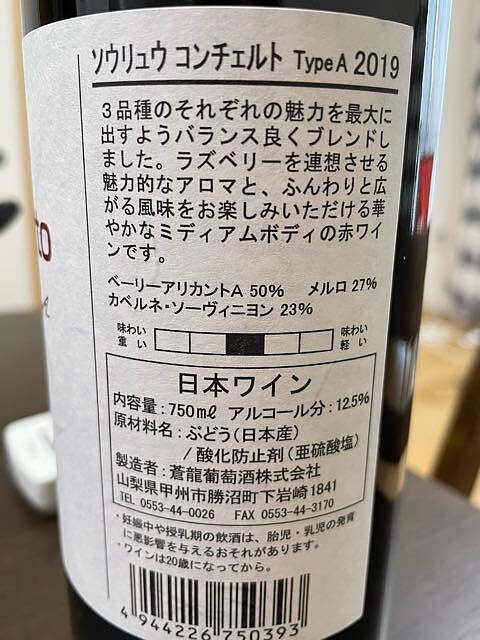 ソウリュウ コンチェルト Type A 2019
3品種のそれぞれの魅力を最大に
出すようバランス良くブレンドし
ました。ラズベリーを連想させる
魅力的なアロマと、ふんわりと広
がる風味をお楽しみいただける華
やかなミディアムボディの赤ワイ
ンです。
ベーリーアリカントA 50% メルロ 27%
カベルネ・ソーヴィニヨン 23%
味わい 重い 味わい 軽い
日本ワイン
内容量:750mℓ アルコール分:12.5%
原材料名:ぶどう(日本産)
/酸化防止剤(亜硫酸塩)
製造者:蒼龍葡萄酒株式会社
山梨県甲州市勝沼町下岩崎1841
TEL 0553-44-0026 FAX 0553-44-3170
・妊娠中や授乳期の飲酒は、胎児・乳児の発育
に悪影響を与えるおそれがあります。
・ワインは20歳になってから。
4 944226 750393